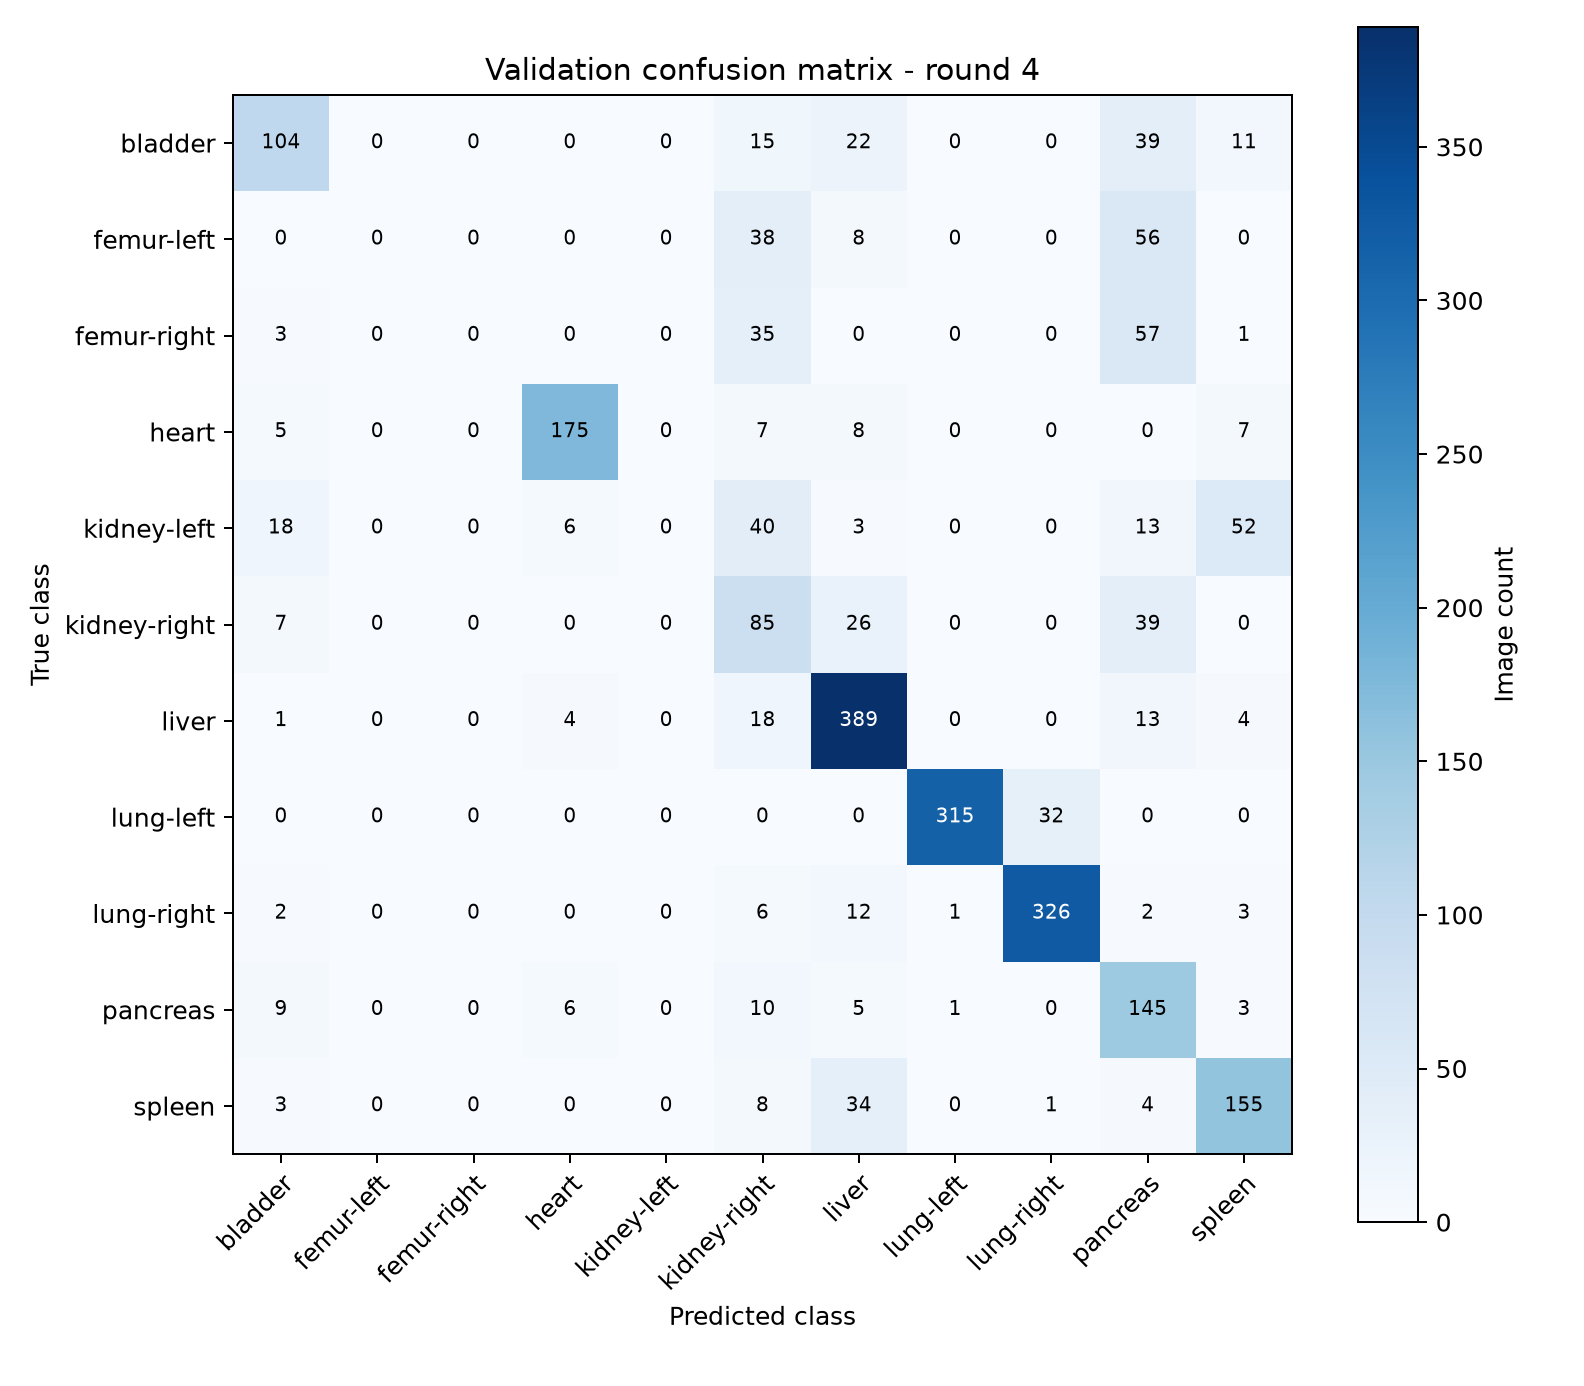 Validation confusion matrix - round 4
bladder 104 0 0 0 0 15 22 0 0 39 11
femur-left 0 0 0 0 0 38 8 0 0 56 0
femur-right 3 0 0 0 0 35 0 0 0 57 1
heart 5 0 0 175 0 7 8 0 0 0 7
kidney-left 18 0 0 6 0 40 3 0 0 13 52
kidney-right 7 0 0 0 0 85 26 0 0 39 0
liver 1 0 0 4 0 18 389 0 0 13 4
lung-left 0 0 0 0 0 0 0 315 32 0 0
lung-right 2 0 0 0 0 6 12 1 326 2 3
pancreas 9 0 0 6 0 10 5 1 0 145 3
spleen 3 0 0 0 0 8 34 0 1 4 155
True class
bladder femur-left femur-right heart kidney-left kidney-right liver lung-left lung-right pancreas spleen
Predicted class
350
300
250
200
150
100
50
0
Image count